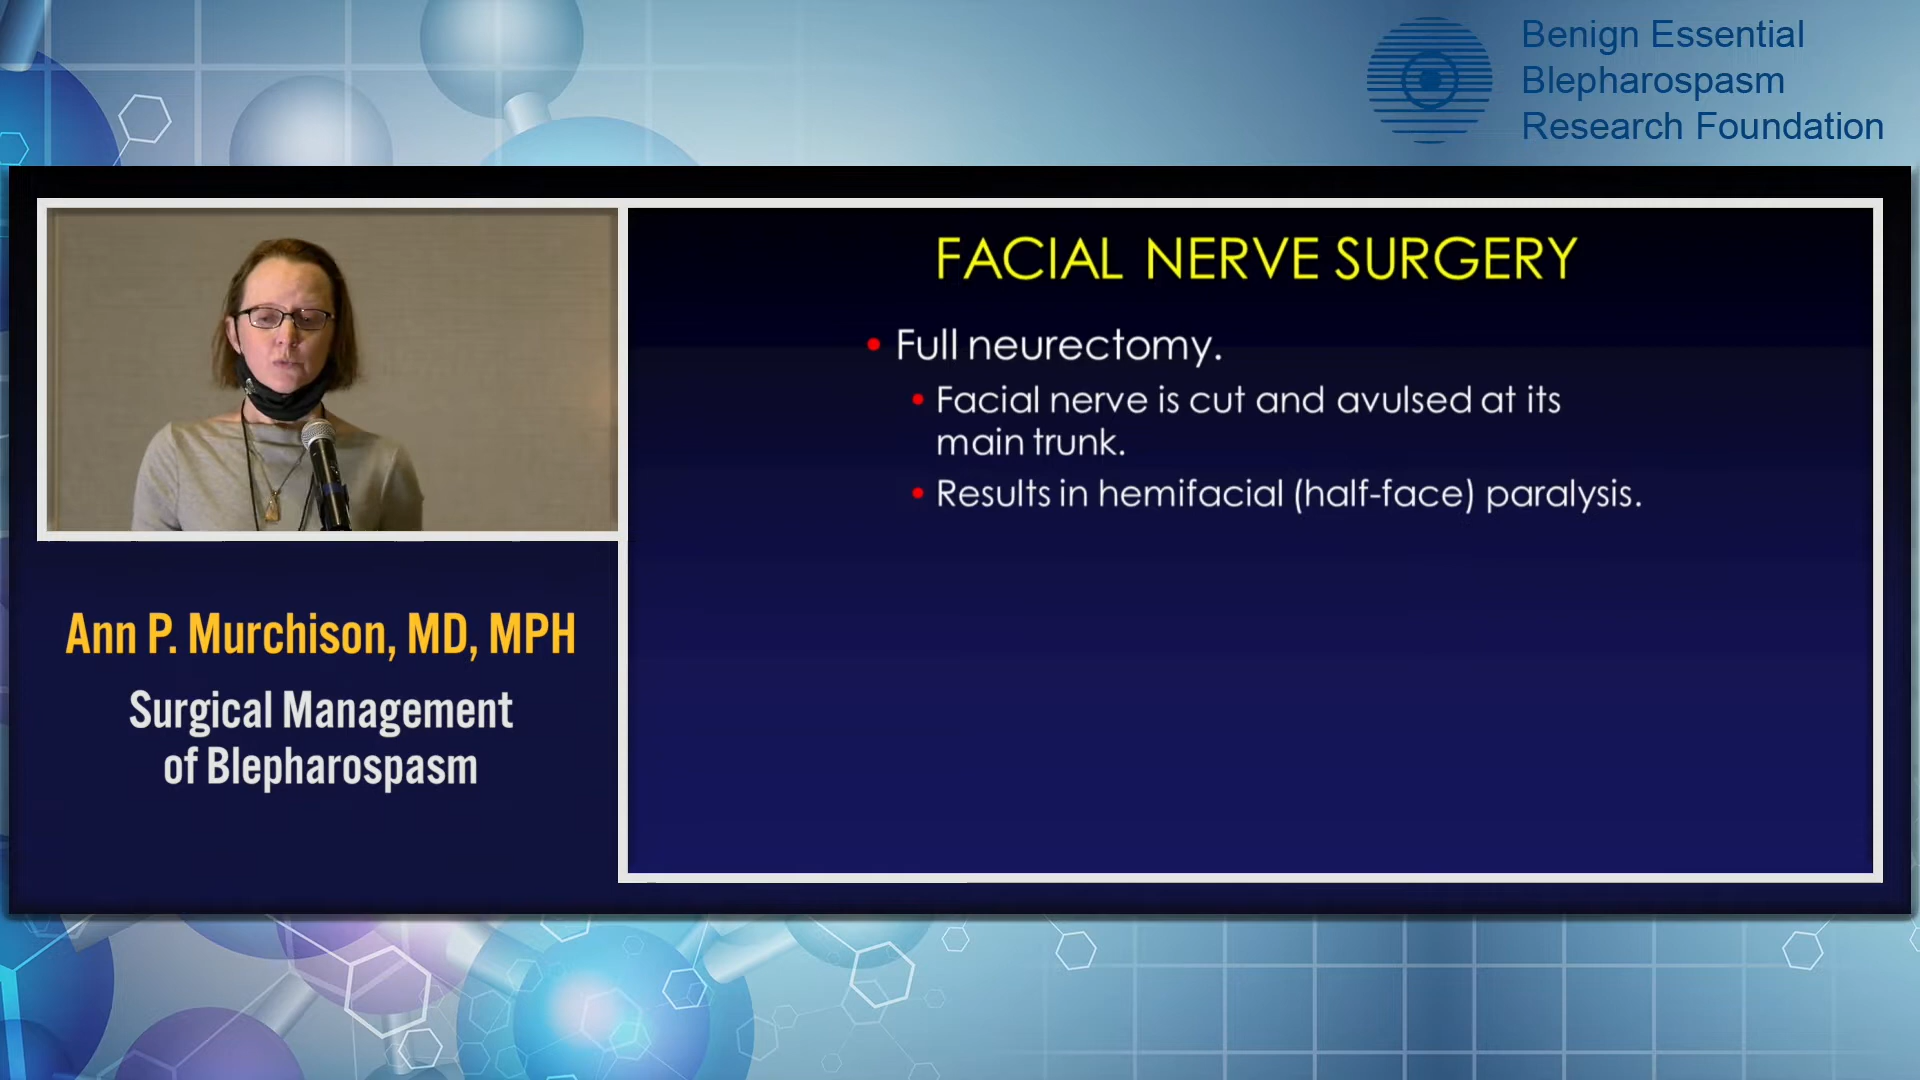 Benign Essential
Blepharospasm
Research Foundation
FACIAL NERVE SURGERY
• Full neurectomy.
• Facial nerve is cut and avulsed at its
main trunk.
• Results in hemifacial (half-face) paralysis.
Ann P. Murchison, MD, MPH
Surgical Management
of Blepharospasm